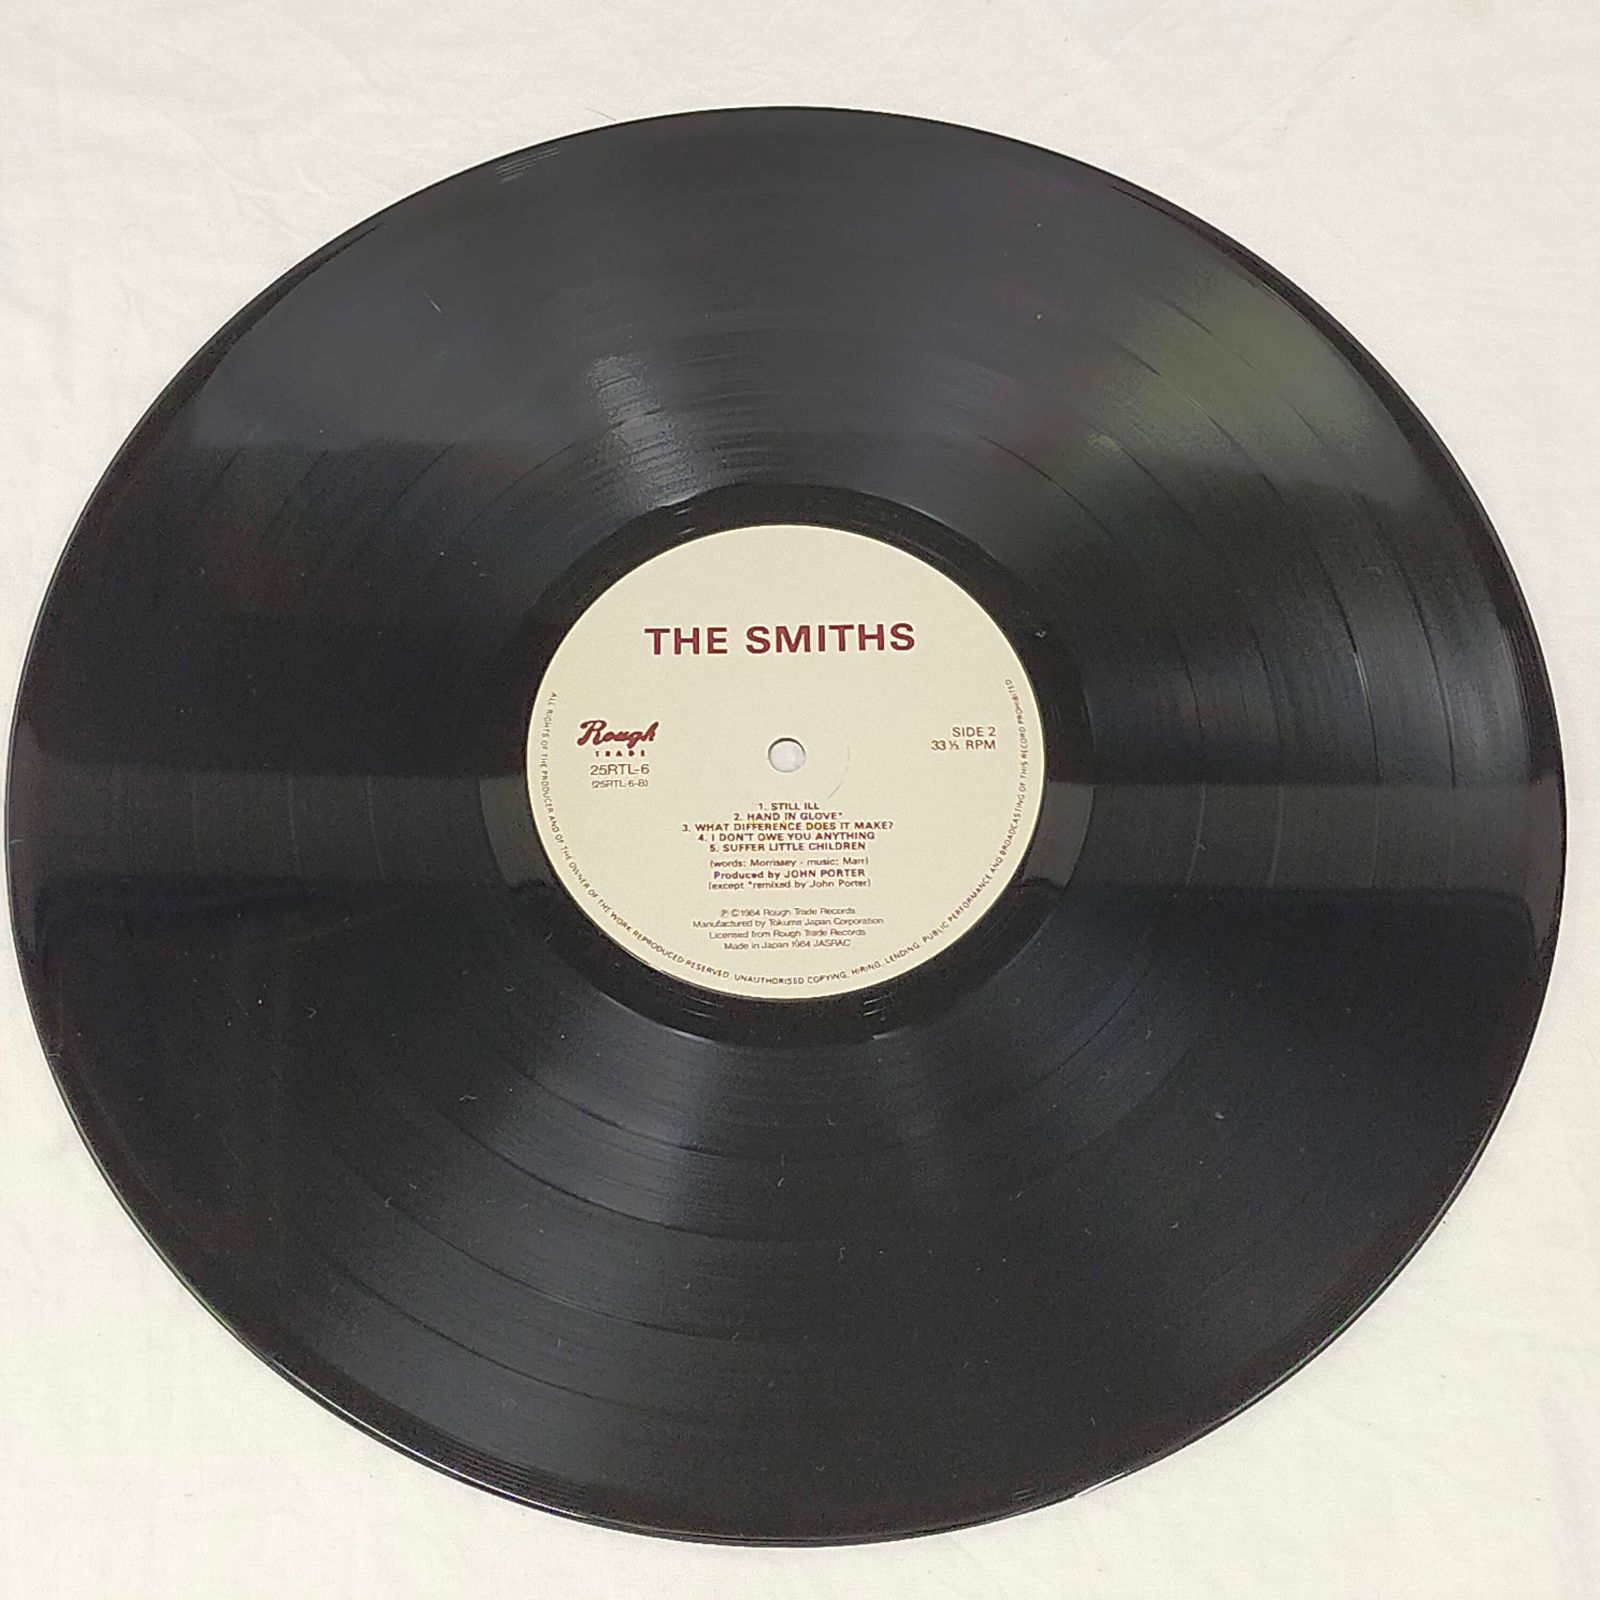 THE SMITHS
Rough
TRADE
25RTL-6
(25RTL-6-B)
SIDE 2
33⅓ RPM
1. STILL ILL
2. HAND IN GLOVE*
3. WHAT DIFFERENCE DOES IT MAKE?
4. I DON'T OWE YOU ANYTHING
5. SUFFER LITTLE CHILDREN
(words: Morrissey - music: Marr)
Produced by JOHN PORTER
(except *remixed by John Porter)
℗ © 1984 Rough Trade Records
Manufactured by Tokuma Japan Corporation
Licensed from Rough Trade Records
Made in Japan 1984 JASRAC
ALL RIGHTS OF THE PRODUCER AND OF THE OWNER OF THE WORK REPRODUCED RESERVED. UNAUTHORISED COPYING, HIRING, LENDING, PUBLIC PERFORMANCE AND BROADCASTING OF THIS RECORD PROHIBITED